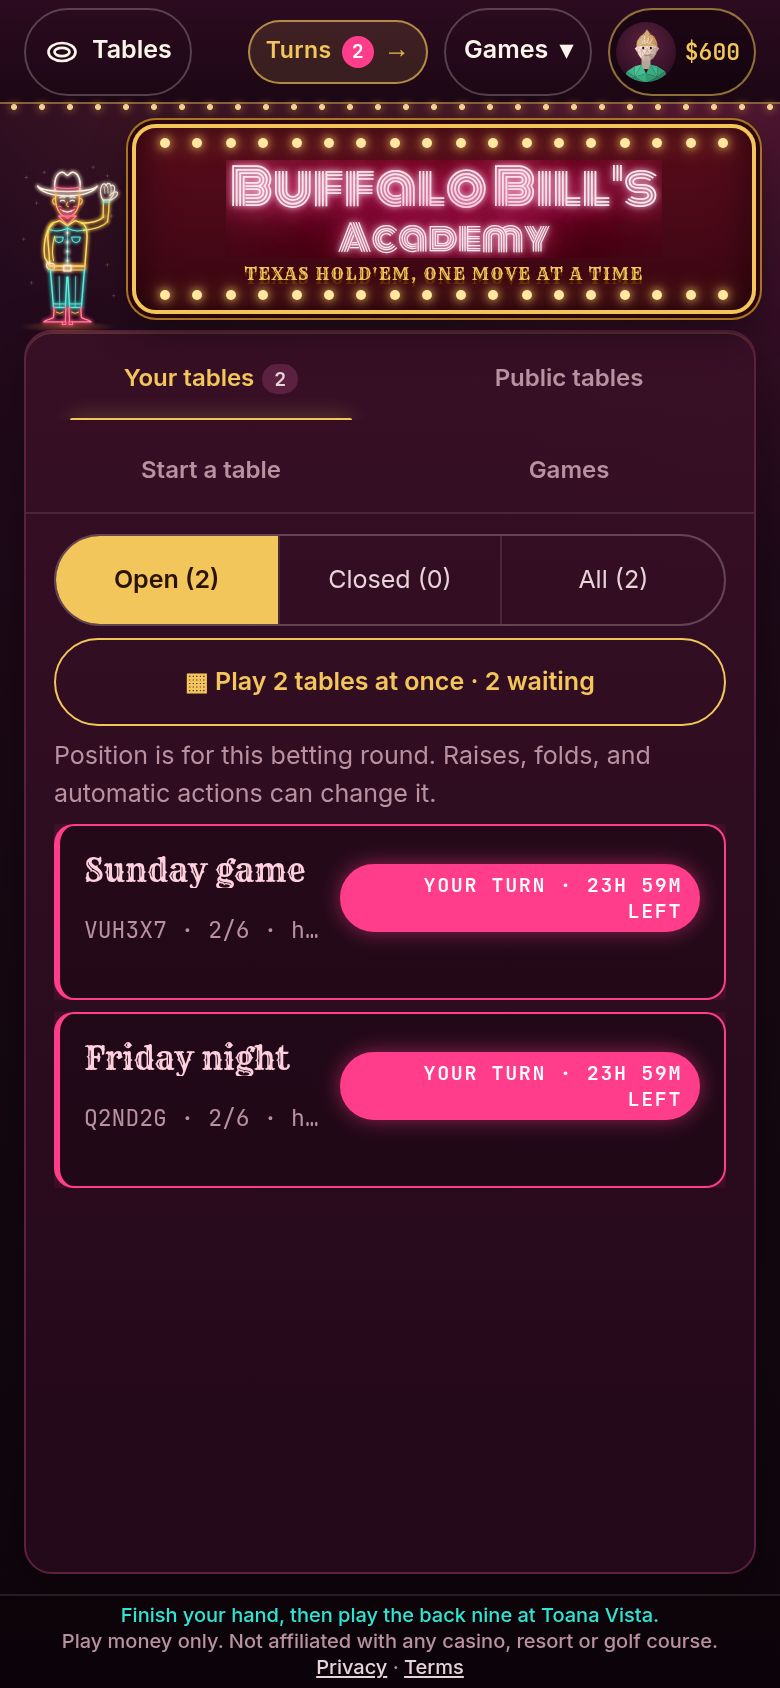 Tables
Turns 2 →
Games ▼
$600
BUFFALO BILL'S
ACADEMY
TEXAS HOLD'EM, ONE MOVE AT A TIME
Your tables 2
Public tables
Start a table
Games
Open (2)
Closed (0)
All (2)
▦ Play 2 tables at once · 2 waiting
Position is for this betting round. Raises, folds, and
automatic actions can change it.
Sunday game
YOUR TURN · 23H 59M
LEFT
VUH3X7 · 2/6 · h…
Friday night
YOUR TURN · 23H 59M
LEFT
Q2ND2G · 2/6 · h…
Finish your hand, then play the back nine at Toana Vista.
Play money only. Not affiliated with any casino, resort or golf course.
Privacy · Terms